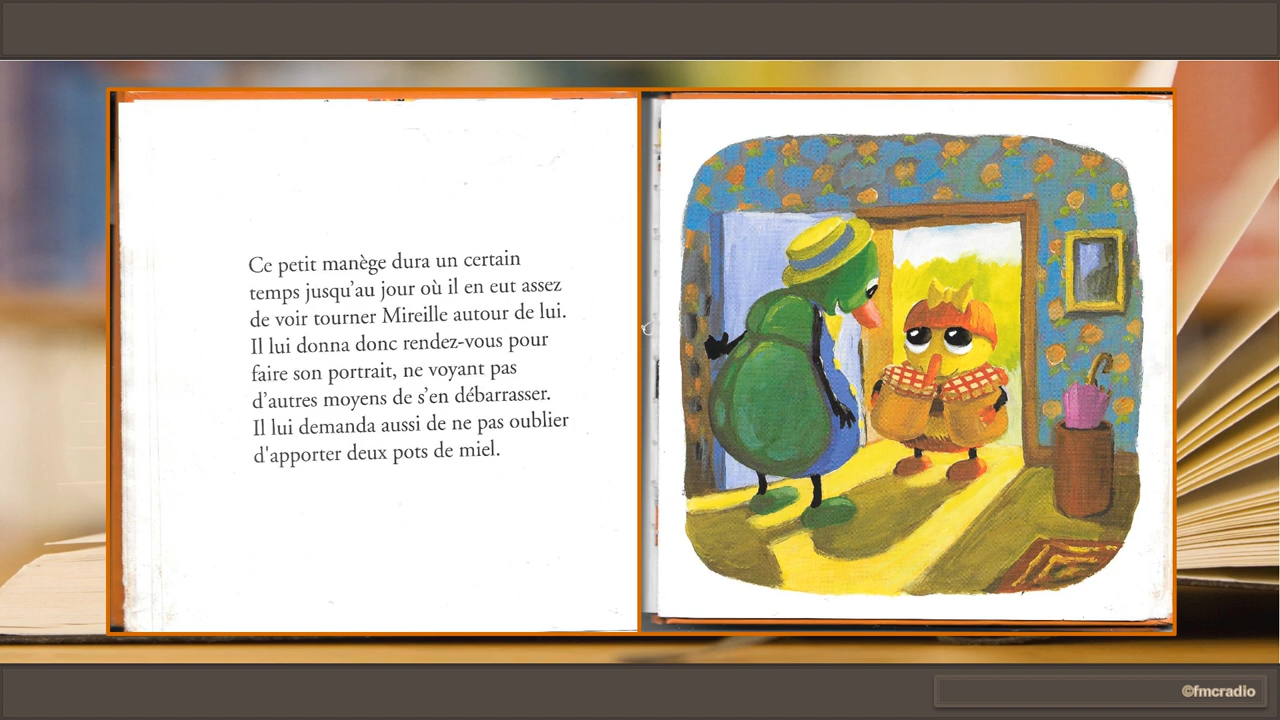 Ce petit manège dura un certain
temps jusqu'au jour où il en eut assez
de voir tourner Mireille autour de lui.
Il lui donna donc rendez-vous pour
faire son portrait, ne voyant pas
d'autres moyens de s'en débarrasser.
Il lui demanda aussi de ne pas oublier
d'apporter deux pots de miel.
©fmcradio